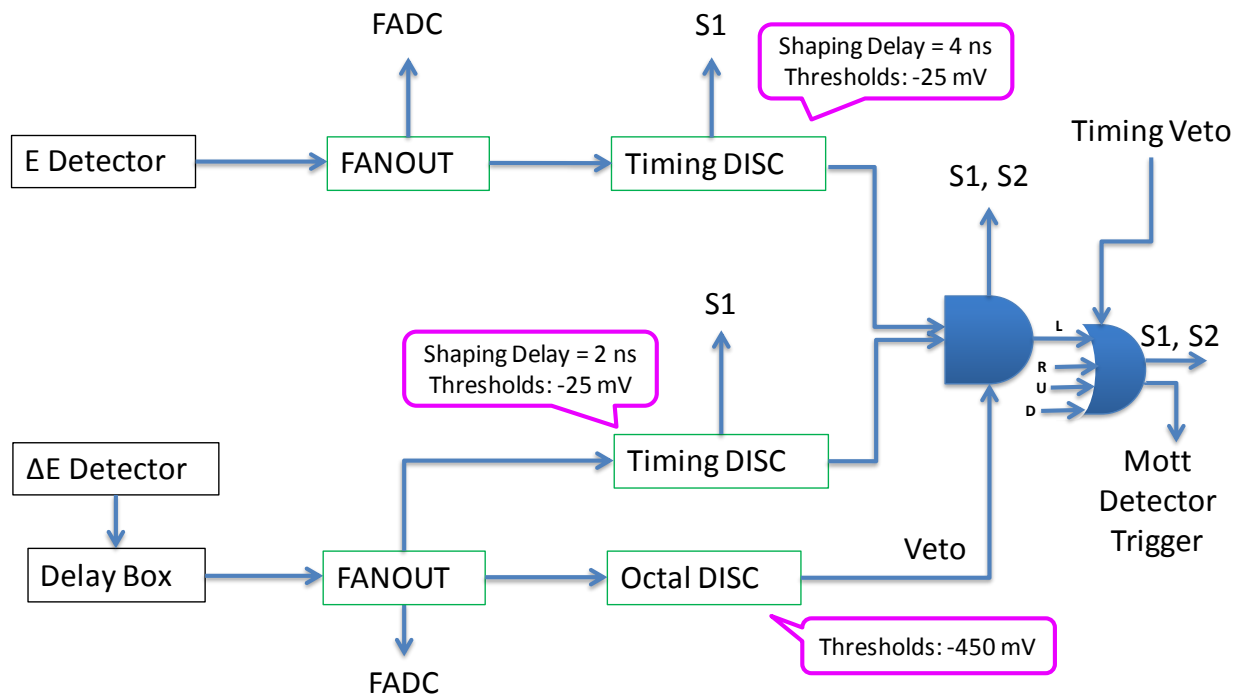 FADC
S1
Shaping Delay = 4 ns
Thresholds: -25 mV
Timing Veto
E Detector
FANOUT
Timing DISC
S1, S2
S1
L
S1, S2
Shaping Delay = 2 ns
Thresholds: -25 mV
R
U
D
ΔE Detector
Timing DISC
Mott
Detector
Trigger
Veto
Delay Box
FANOUT
Octal DISC
Thresholds: -450 mV
FADC